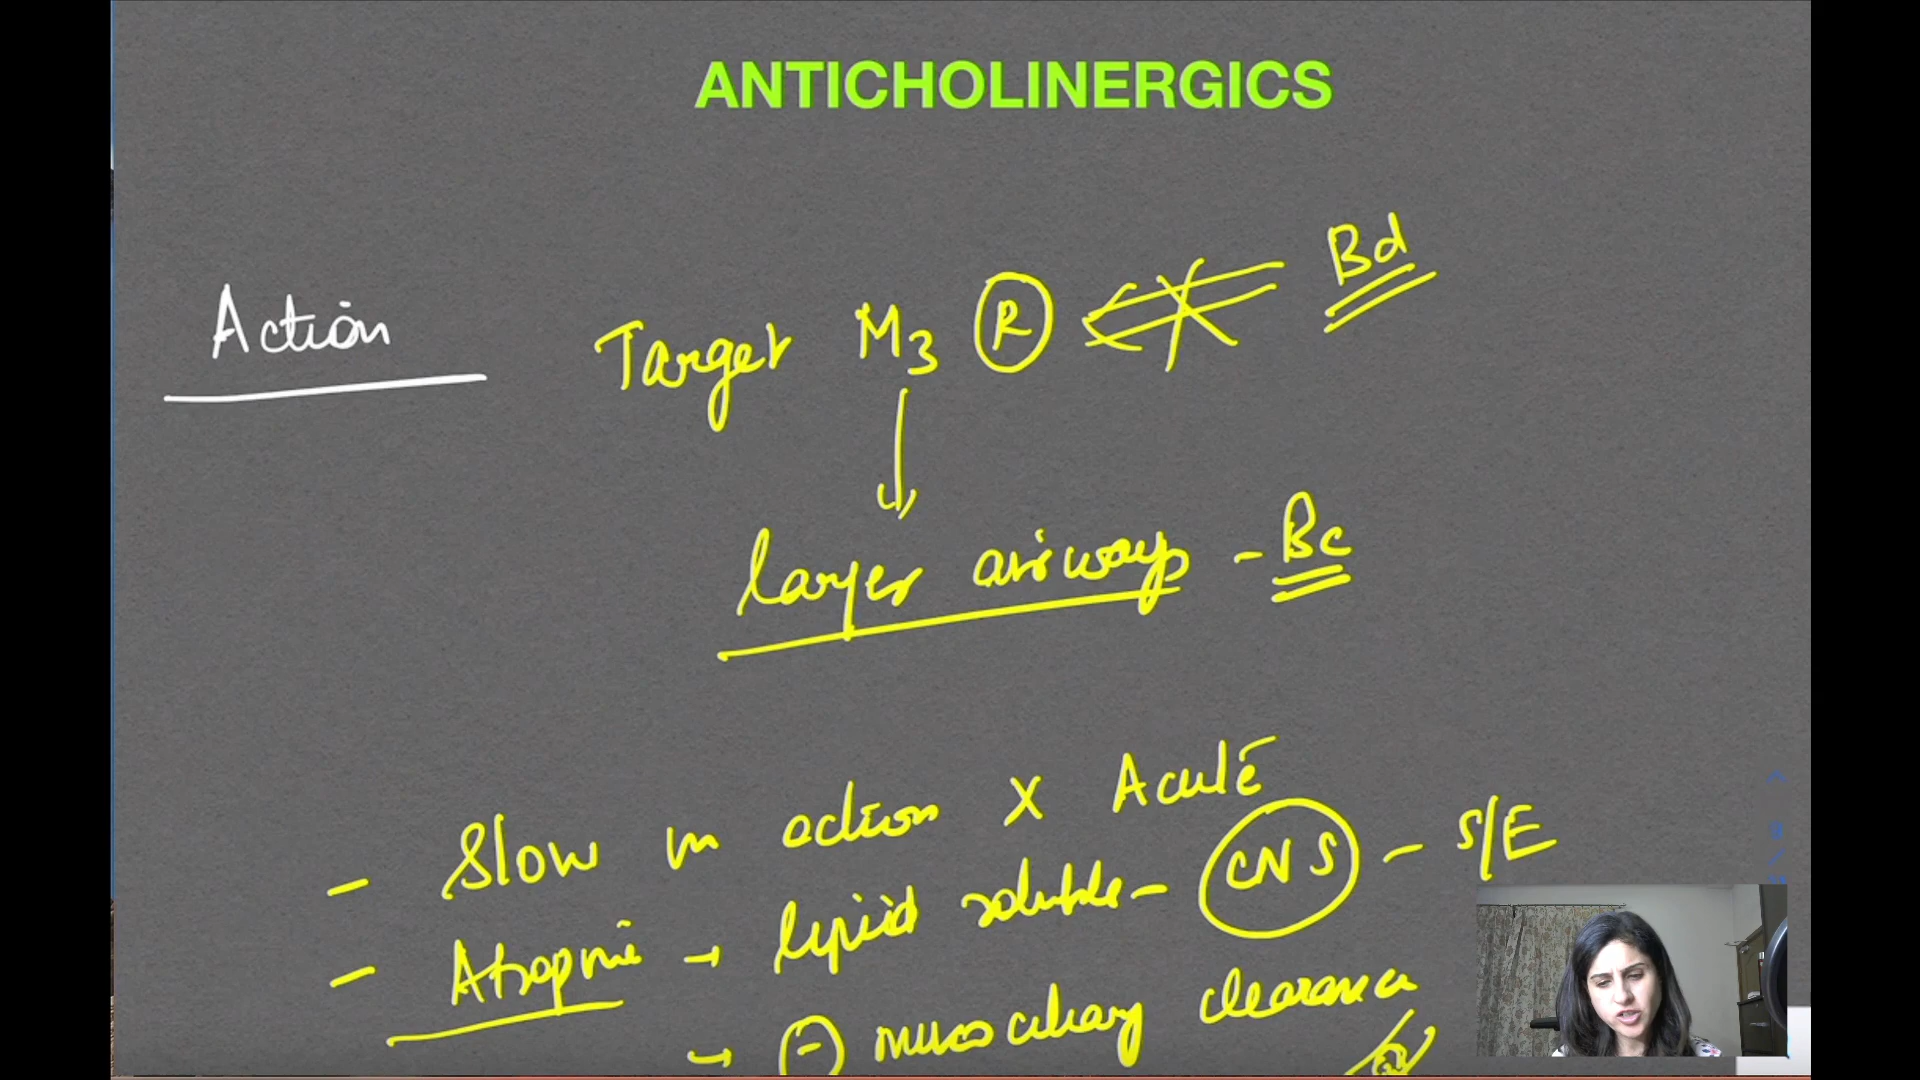 ANTICHOLINERGICS
Bd
Action Target M3 R
larger airways - Bc
- Slow in action X Acute
- Atropine → lipid soluble - CNS - S/E
→ (-) mucociliary clearance